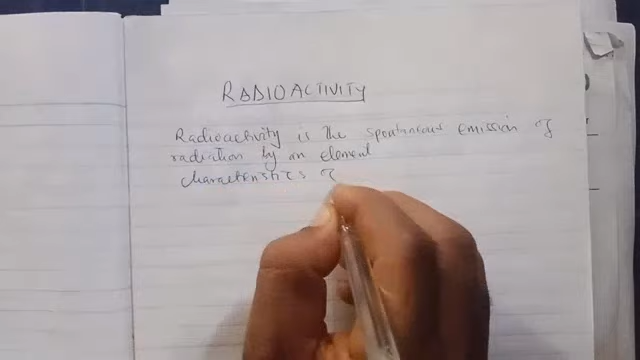 RADIOACTIVITY
Radioactivity is the spontaneous emission of
radiation by an element
characteristics of